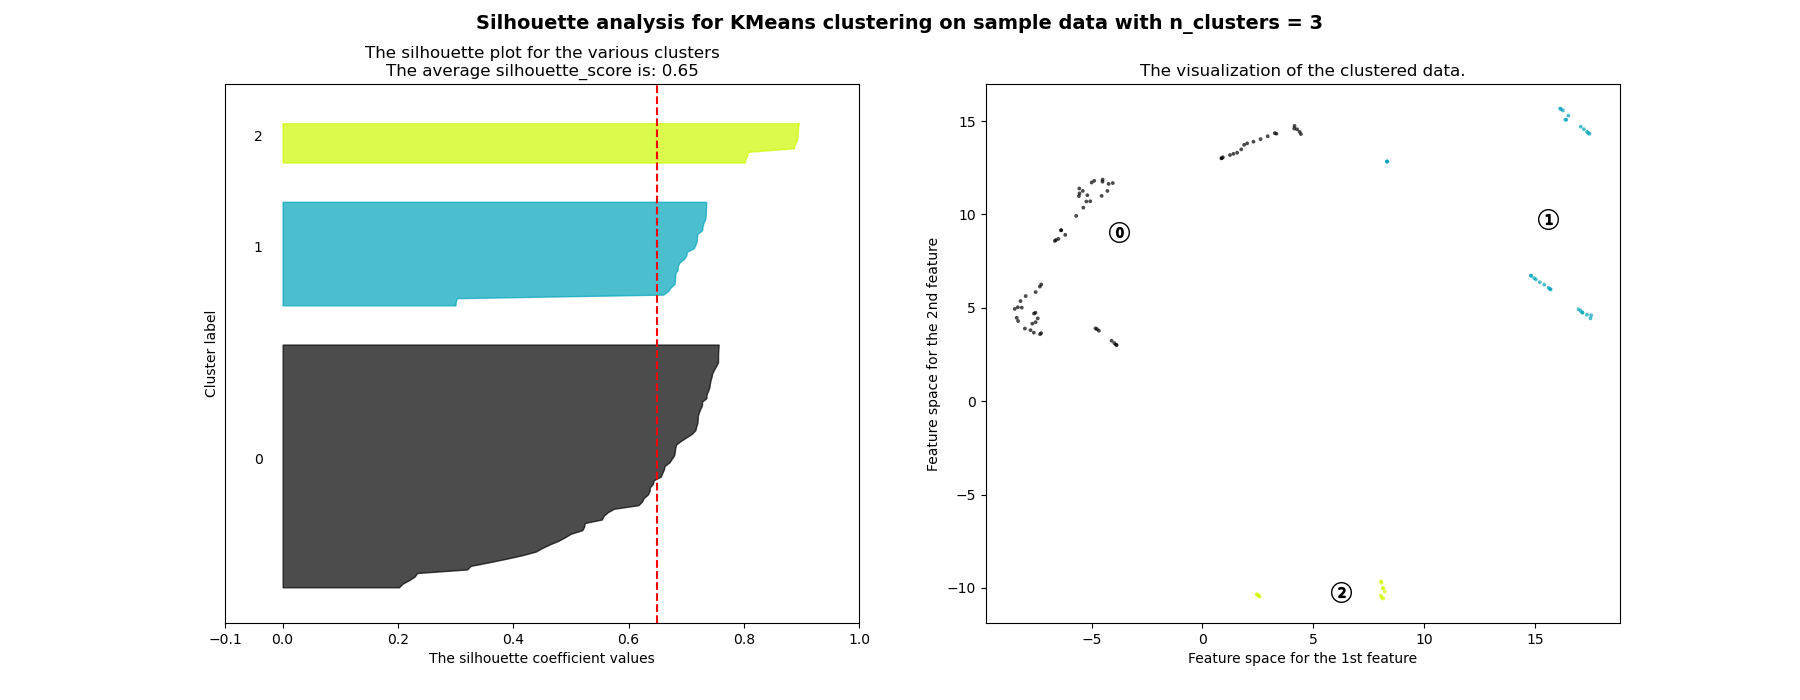 Silhouette analysis for KMeans clustering on sample data with n_clusters = 3
The silhouette plot for the various clusters
The average silhouette_score is: 0.65
2
1
0
Cluster label
−0.1 0.0 0.2 0.4 0.6 0.8 1.0
The silhouette coefficient values
The visualization of the clustered data.
15
10
5
0
−5
−10
Feature space for the 2nd feature
0
1
2
−5 0 5 10 15
Feature space for the 1st feature